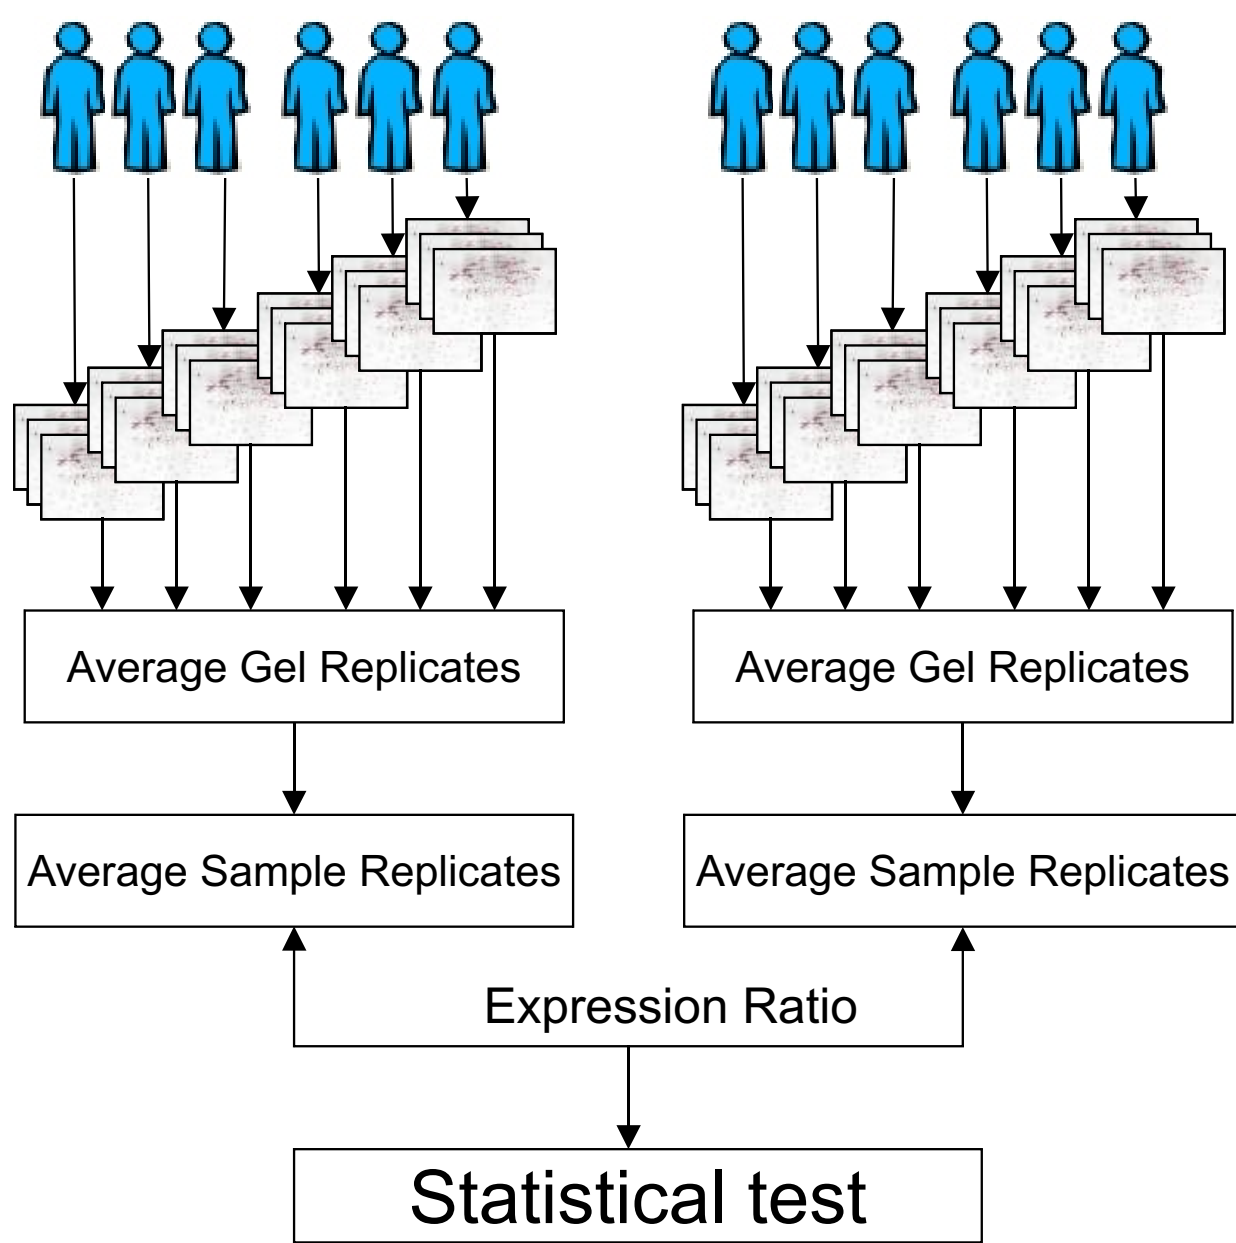 Average Gel Replicates
Average Gel Replicates
Average Sample Replicates
Average Sample Replicates
Expression Ratio
Statistical test